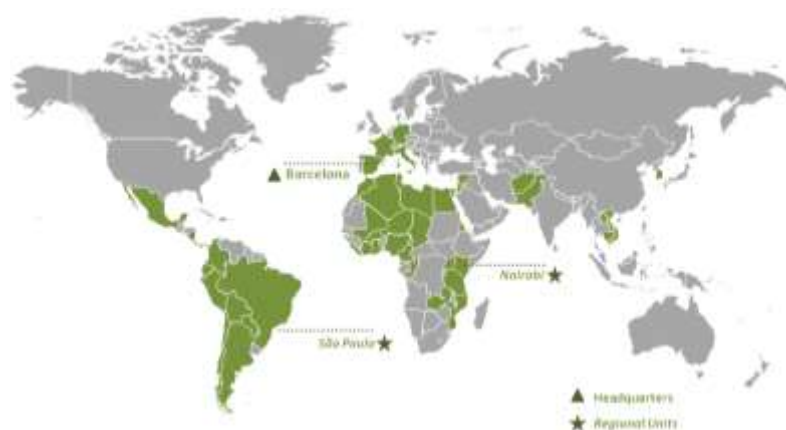 Barcelona
Nairobi
São Paulo
Headquarters
Regional Units